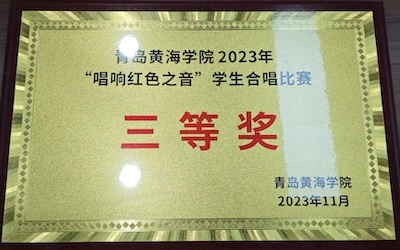 青岛黄海学院 2023年
“唱响红色之音”学生合唱比赛
三等奖
青岛黄海学院
2023年11月